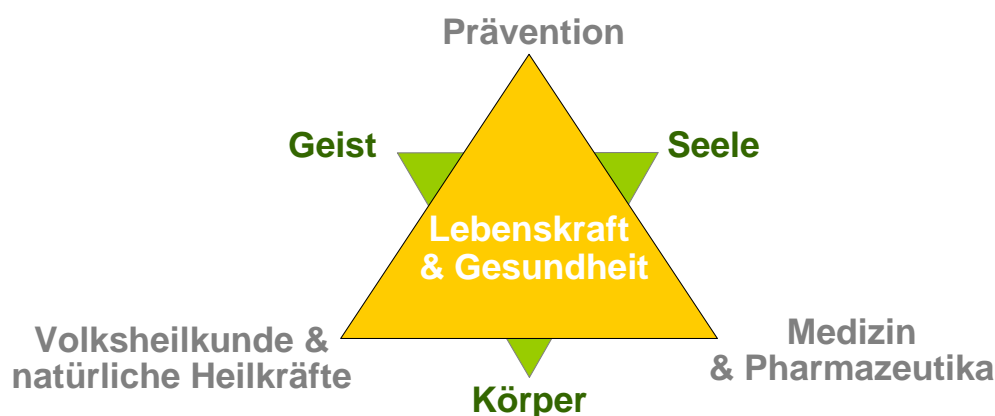 Prävention
Geist
Seele
Lebenskraft
& Gesundheit
Volksheilkunde &
natürliche Heilkräfte
Medizin
& Pharmazeutika
Körper